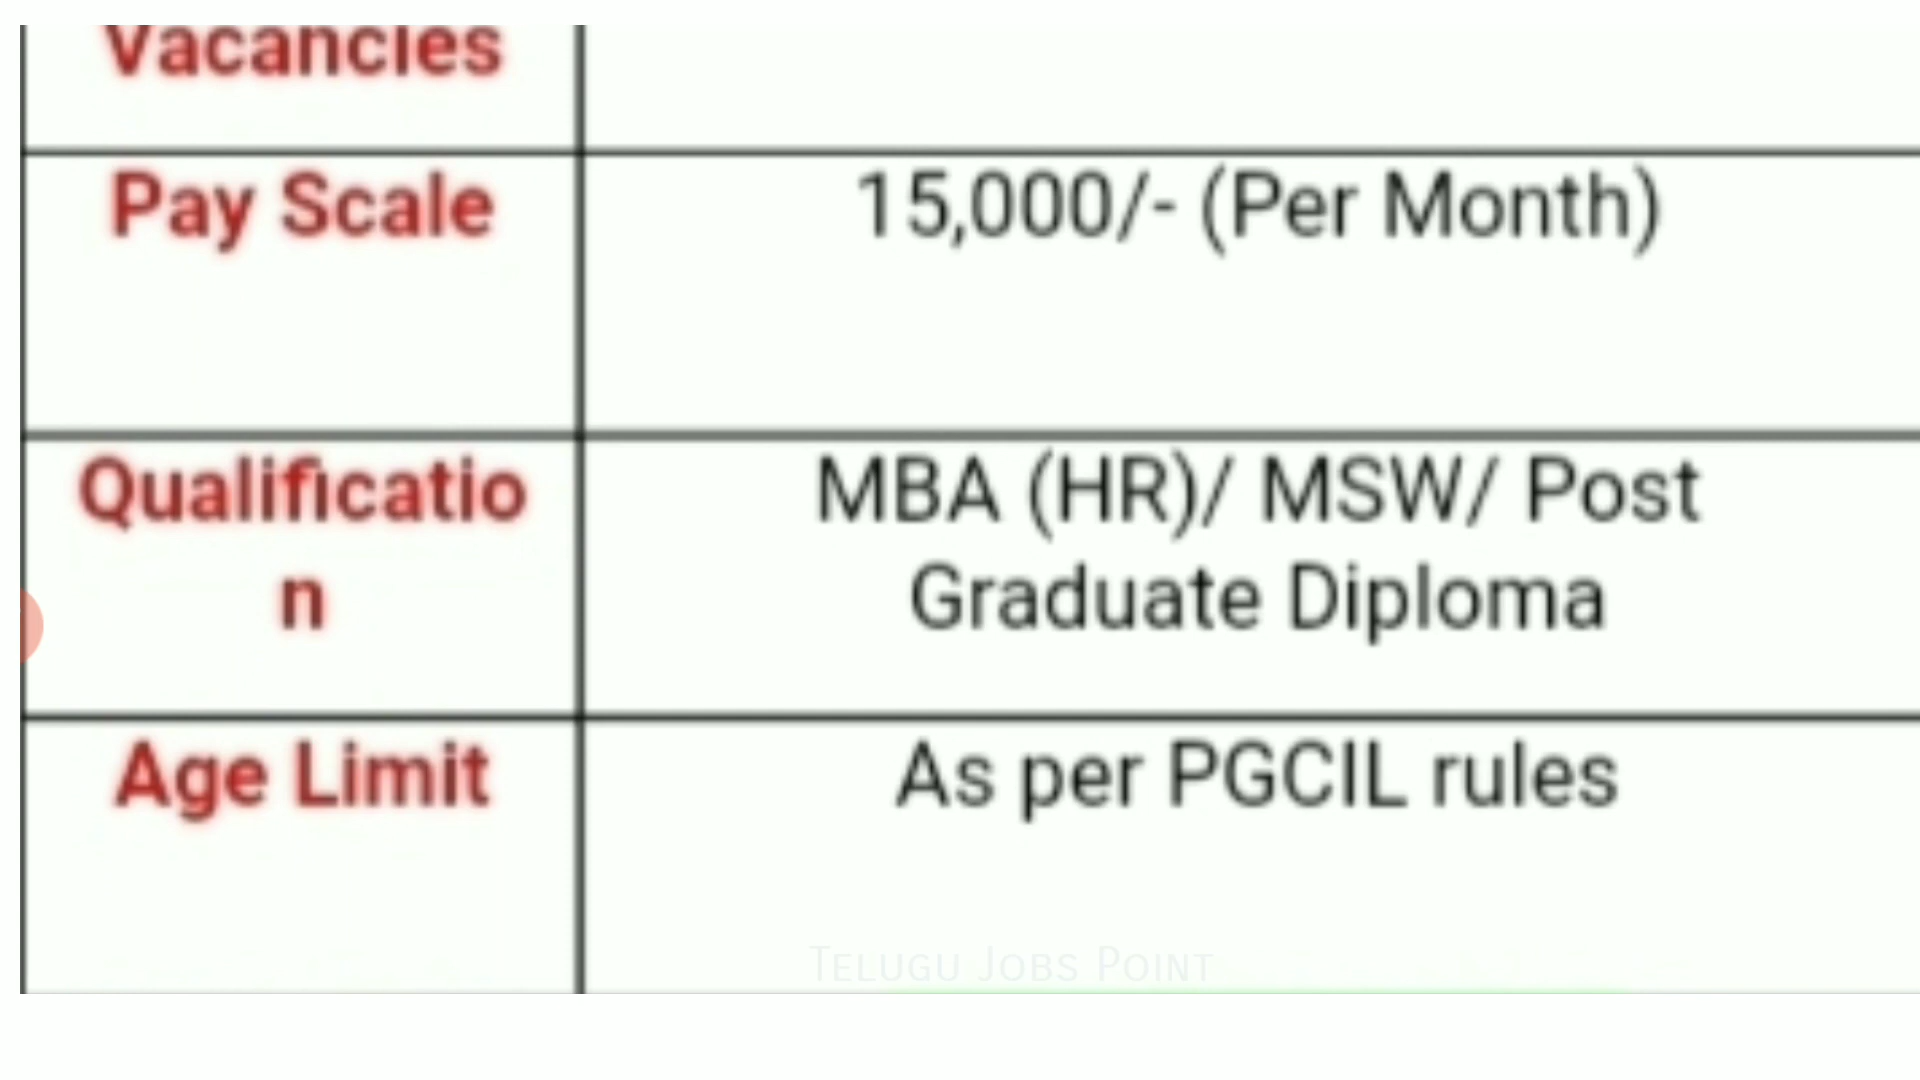 Vacancies
Pay Scale
15,000/- (Per Month)
Qualificatio
n
MBA (HR)/ MSW/ Post
Graduate Diploma
Age Limit
As per PGCIL rules
TELUGU JOBS POINT